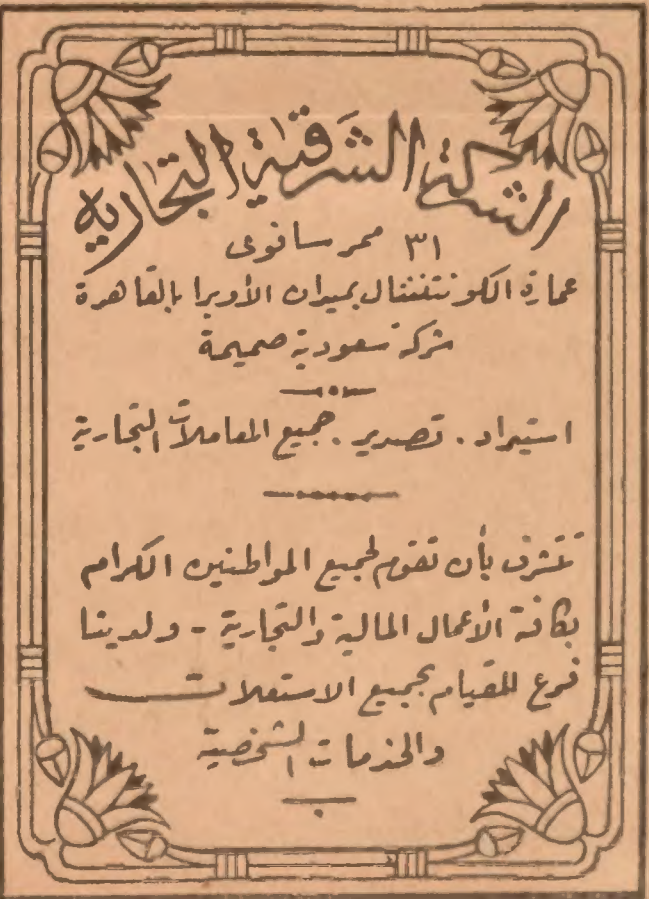 الشركة الشرقية التجارية
٣١ ممر سافوى
عمارة الكونتننتال بميدان الأوبرا بالقاهرة
شركة سعودية صميمة
استيراد . تصدير . جميع المعاملات التجارية
تتشرف بأن تقوم لجميع المواطنين الكرام
بكافة الأعمال المالية والتجارية - ولدينا
فرع للقيام بجميع الاستعلامات
والخدمات الشخصية